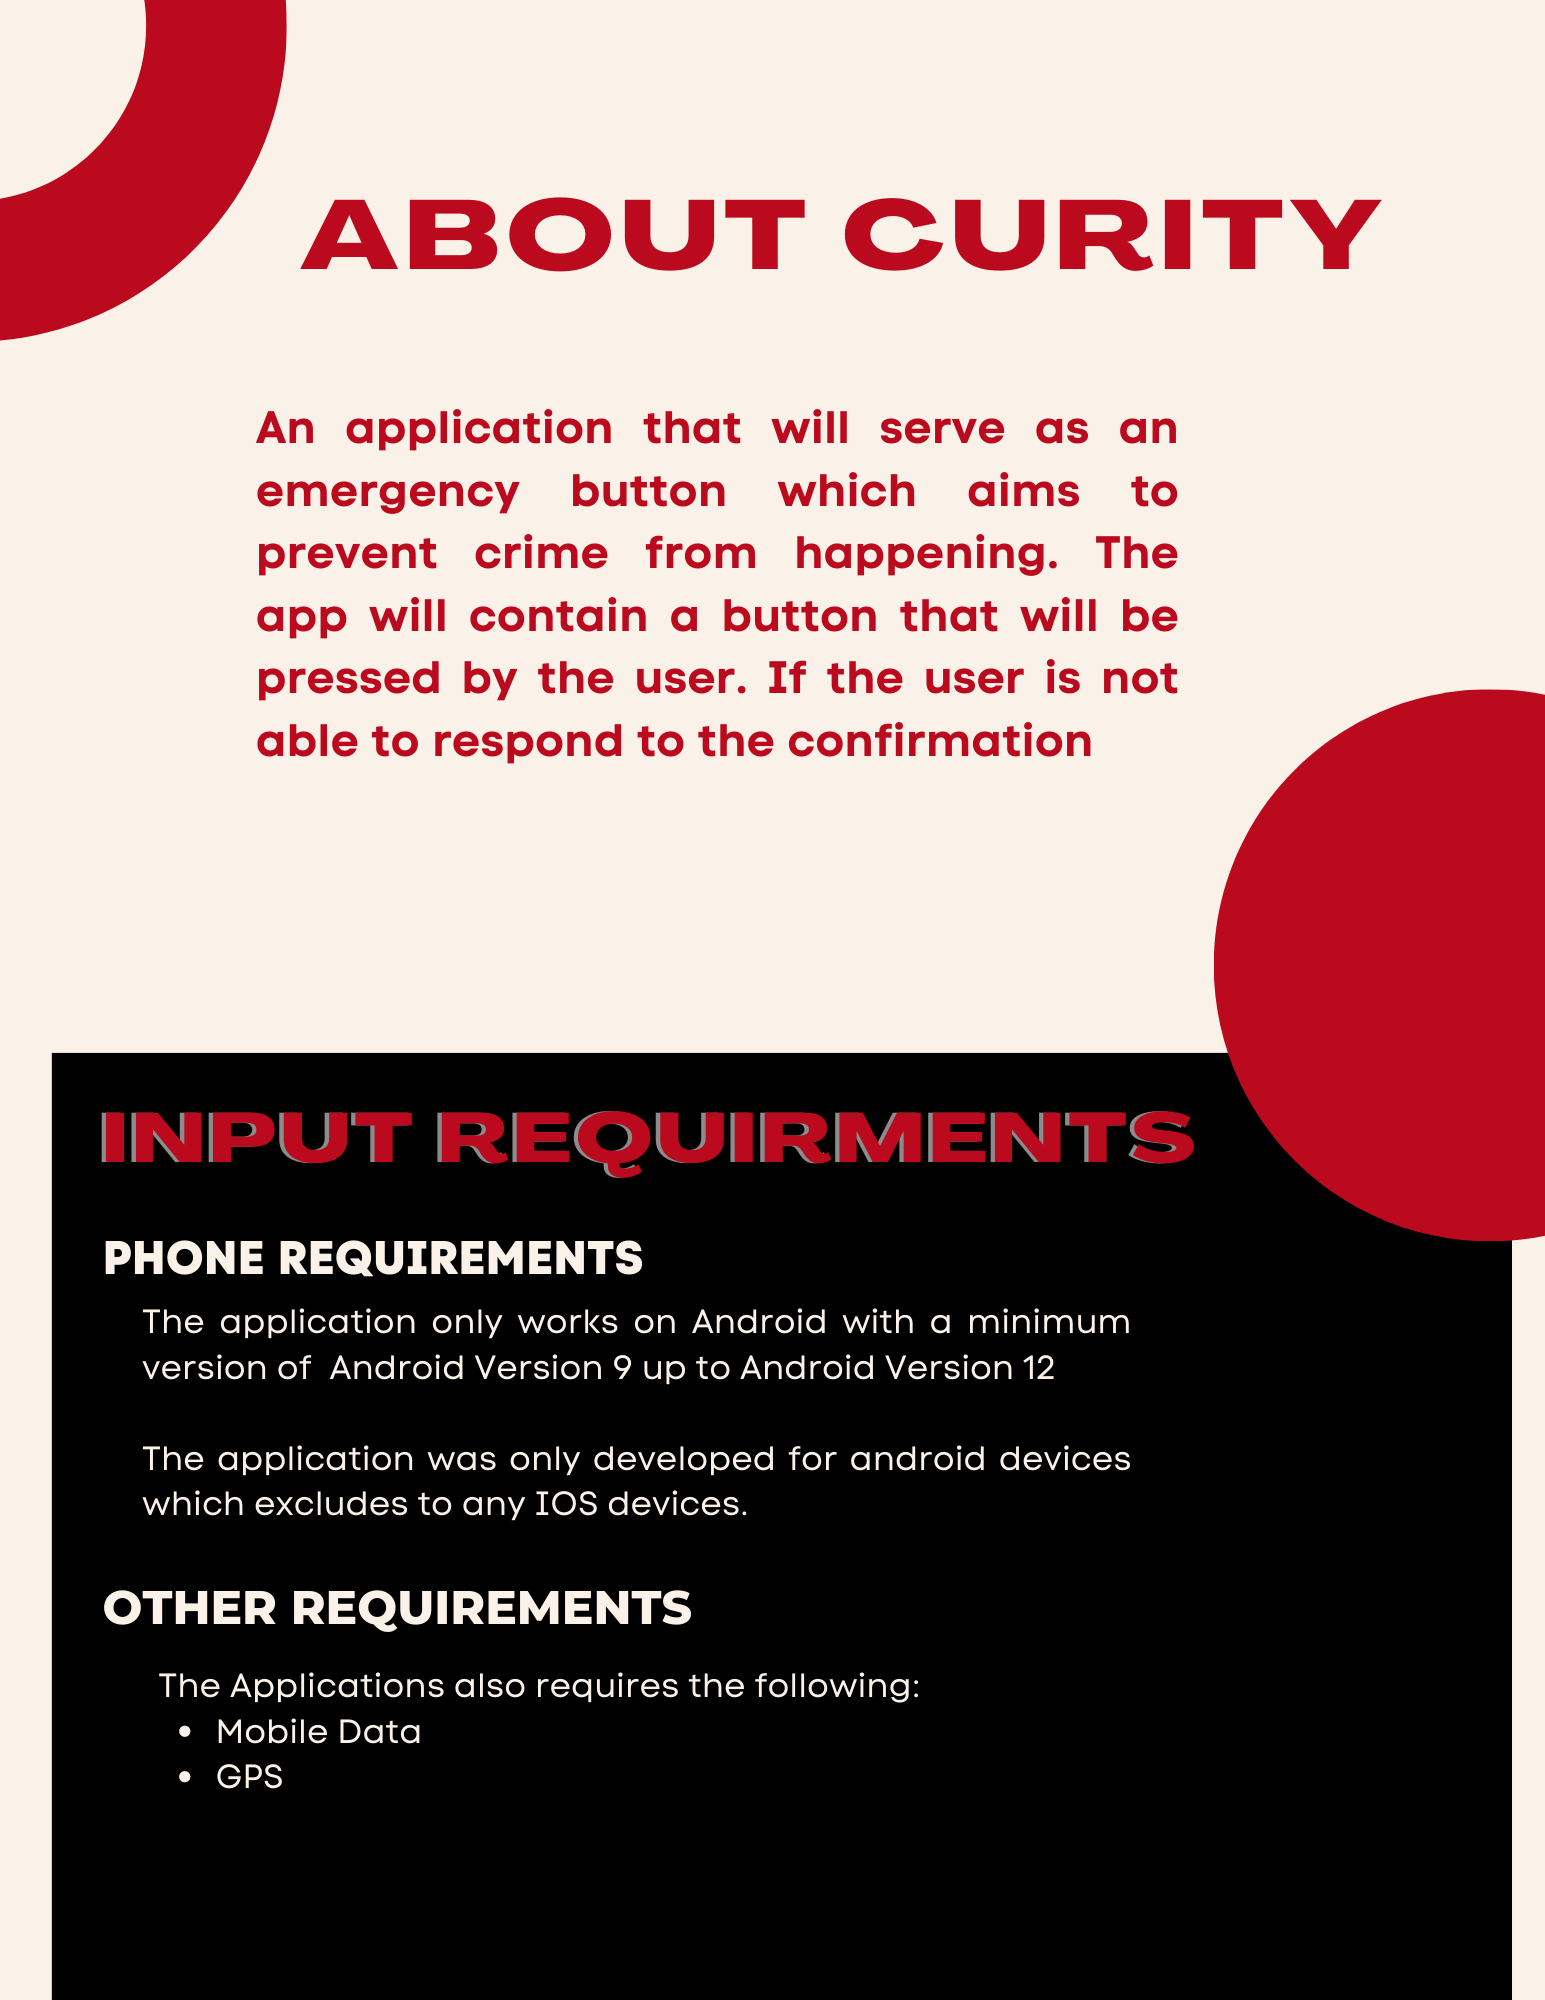 ABOUT CURITY
An application that will serve as an
emergency button which aims to
prevent crime from happening. The
app will contain a button that will be
pressed by the user. If the user is not
able to respond to the confirmation
INPUT REQUIRMENTS
PHONE REQUIREMENTS
The application only works on Android with a minimum
version of  Android Version 9 up to Android Version 12
The application was only developed for android devices
which excludes to any IOS devices.
OTHER REQUIREMENTS
The Applications also requires the following:
• Mobile Data
• GPS